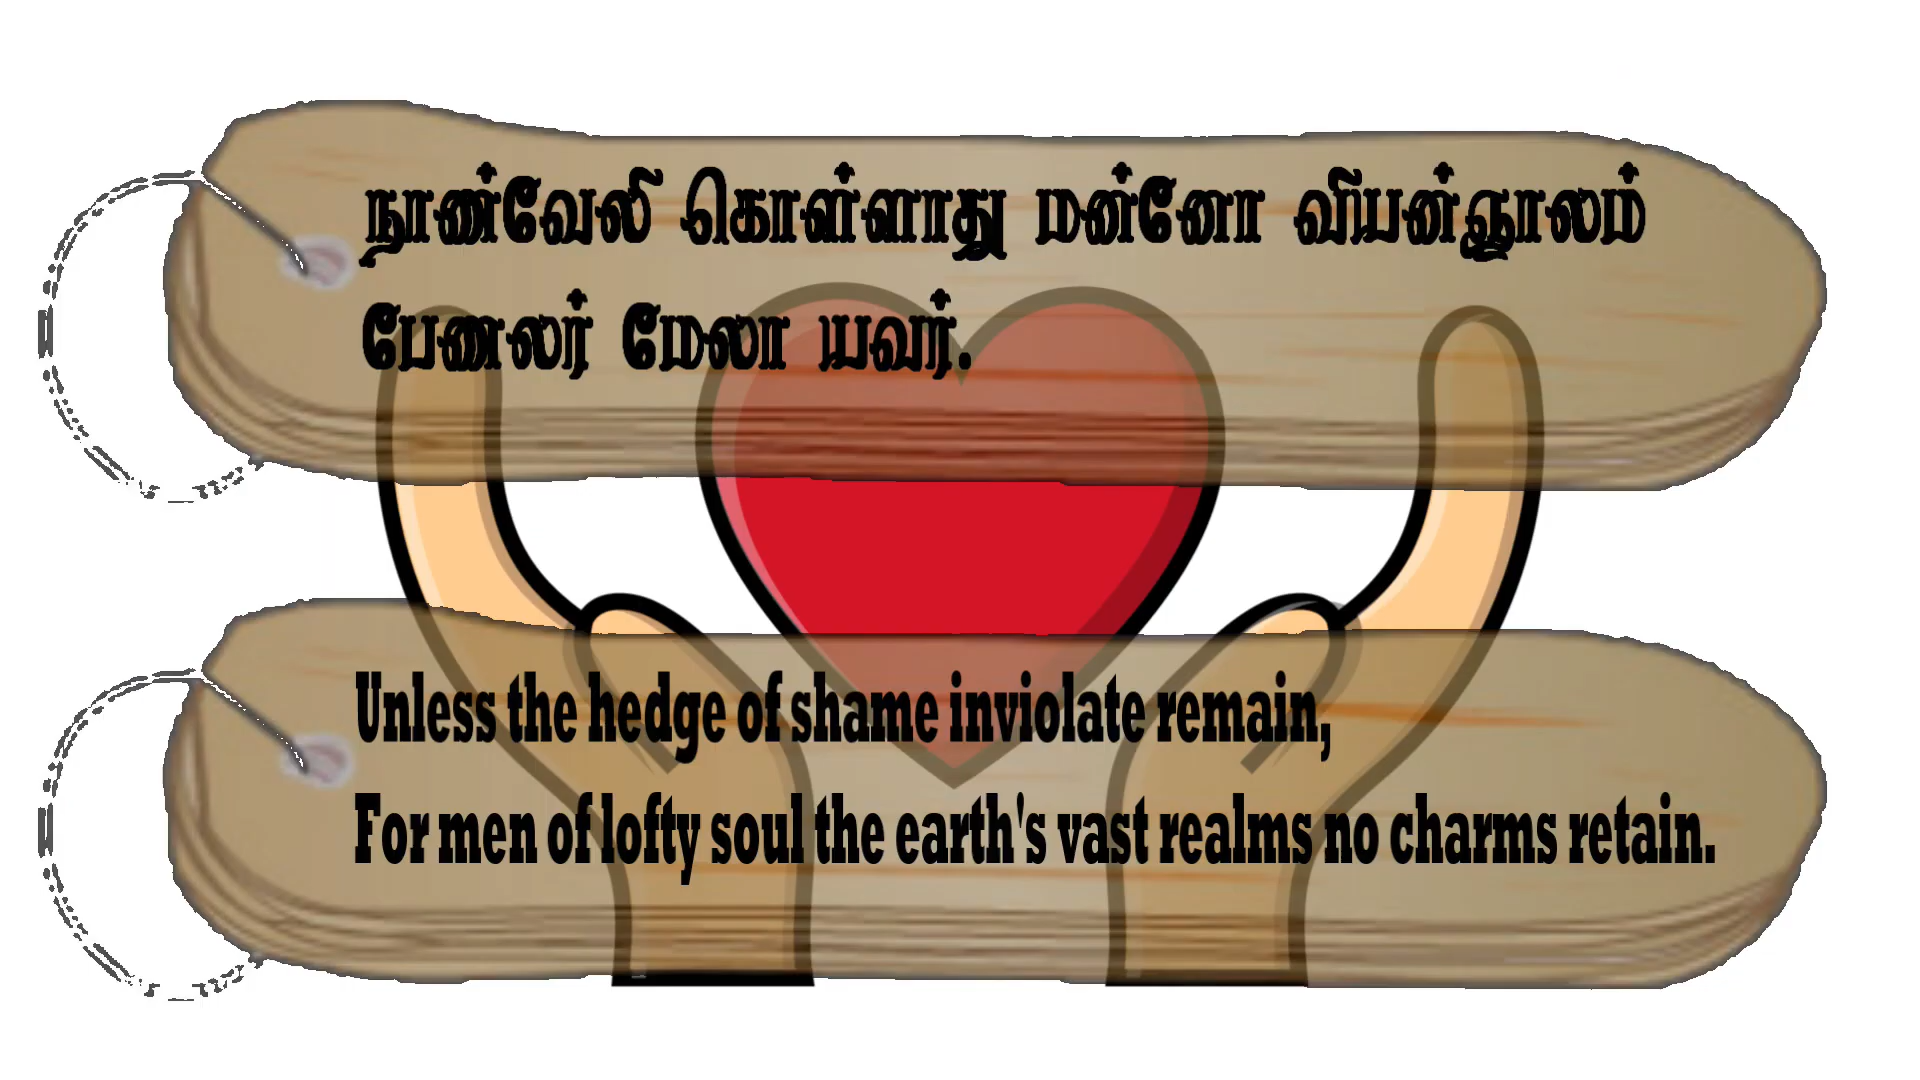 நாண்வேலி கொள்ளாது மன்னோ வியன்ஞாலம்
பேணலர் மேலா யவர்.
Unless the hedge of shame inviolate remain,
For men of lofty soul the earth's vast realms no charms retain.